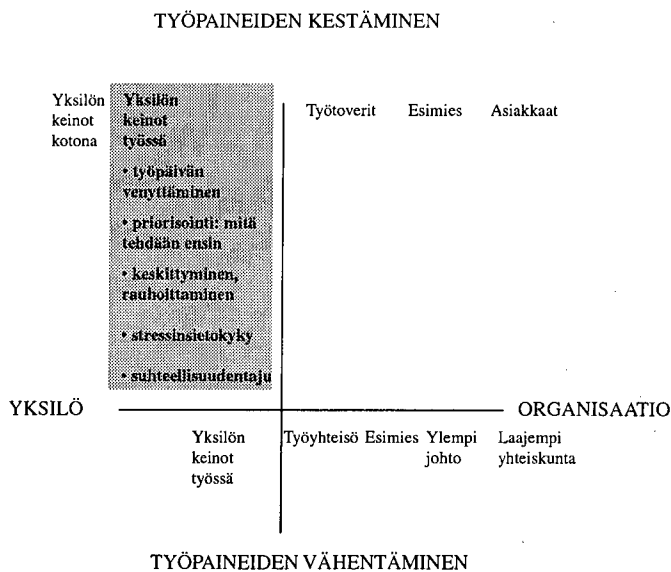 TYÖPAINEIDEN KESTÄMINEN
Yksilön
keinot
kotona
Yksilön
keinot
työssä
• työpäivän
venyttäminen
• priorisointi: mitä
tehdään ensin
• keskittyminen,
rauhoittaminen
• stressinsietokyky
• suhteellisuudentaju
Työtoverit Esimies Asiakkaat
YKSILÖ
ORGANISAATIO
Yksilön
keinot
työssä
Työyhteisö Esimies Ylempi
johto
Laajempi
yhteiskunta
TYÖPAINEIDEN VÄHENTÄMINEN